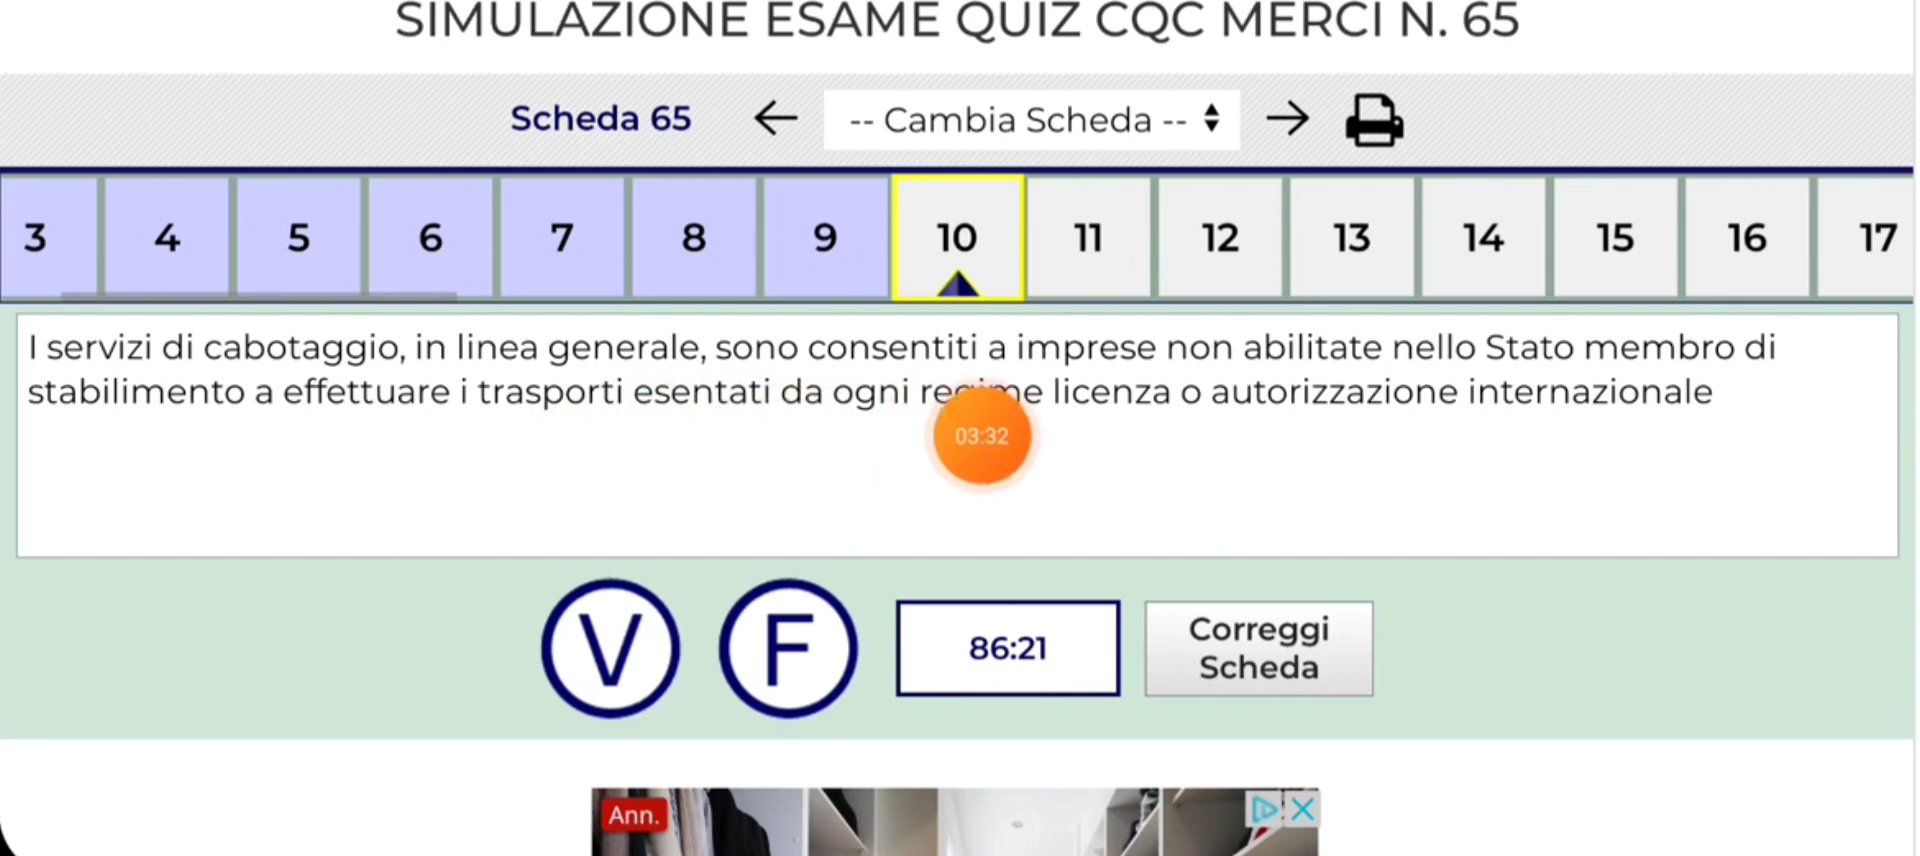 SIMULAZIONE ESAME QUIZ CQC MERCI N. 65
Scheda 65
-- Cambia Scheda --
3 4 5 6 7 8 9 10 11 12 13 14 15 16 17
I servizi di cabotaggio, in linea generale, sono consentiti a imprese non abilitate nello Stato membro di
stabilimento a effettuare i trasporti esentati da ogni regime licenza o autorizzazione internazionale
03:32
V F 86:21 Correggi
Scheda
Ann.